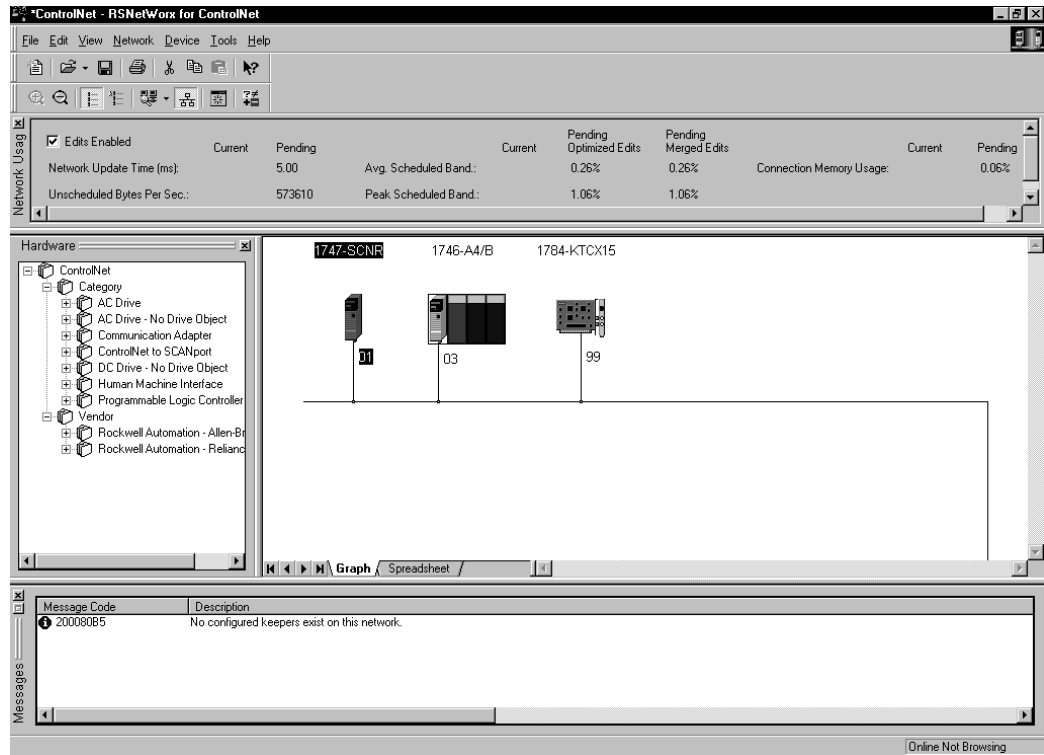 *ControlNet - RSNetWorx for ControlNet
File Edit View Network Device Tools Help
Network Usag
Edits Enabled
Current Pending Current Pending Optimized Edits Pending Merged Edits Current Pending
Network Update Time (ms): 5.00 Avg. Scheduled Band.: 0.26% 0.26% Connection Memory Usage: 0.06%
Unscheduled Bytes Per Sec.: 573610 Peak Scheduled Band.: 1.06% 1.06%
Hardware
ControlNet
Category
AC Drive
AC Drive - No Drive Object
Communication Adapter
ControlNet to SCANport
DC Drive - No Drive Object
Human Machine Interface
Programmable Logic Controller
Vendor
Rockwell Automation - Allen-Br
Rockwell Automation - Relianc
1747-SCNR 1746-A4/B 1784-KTCX15
01 03 99
Graph Spreadsheet
Messages
Message Code Description
200080B5 No configured keepers exist on this network.
Online Not Browsing